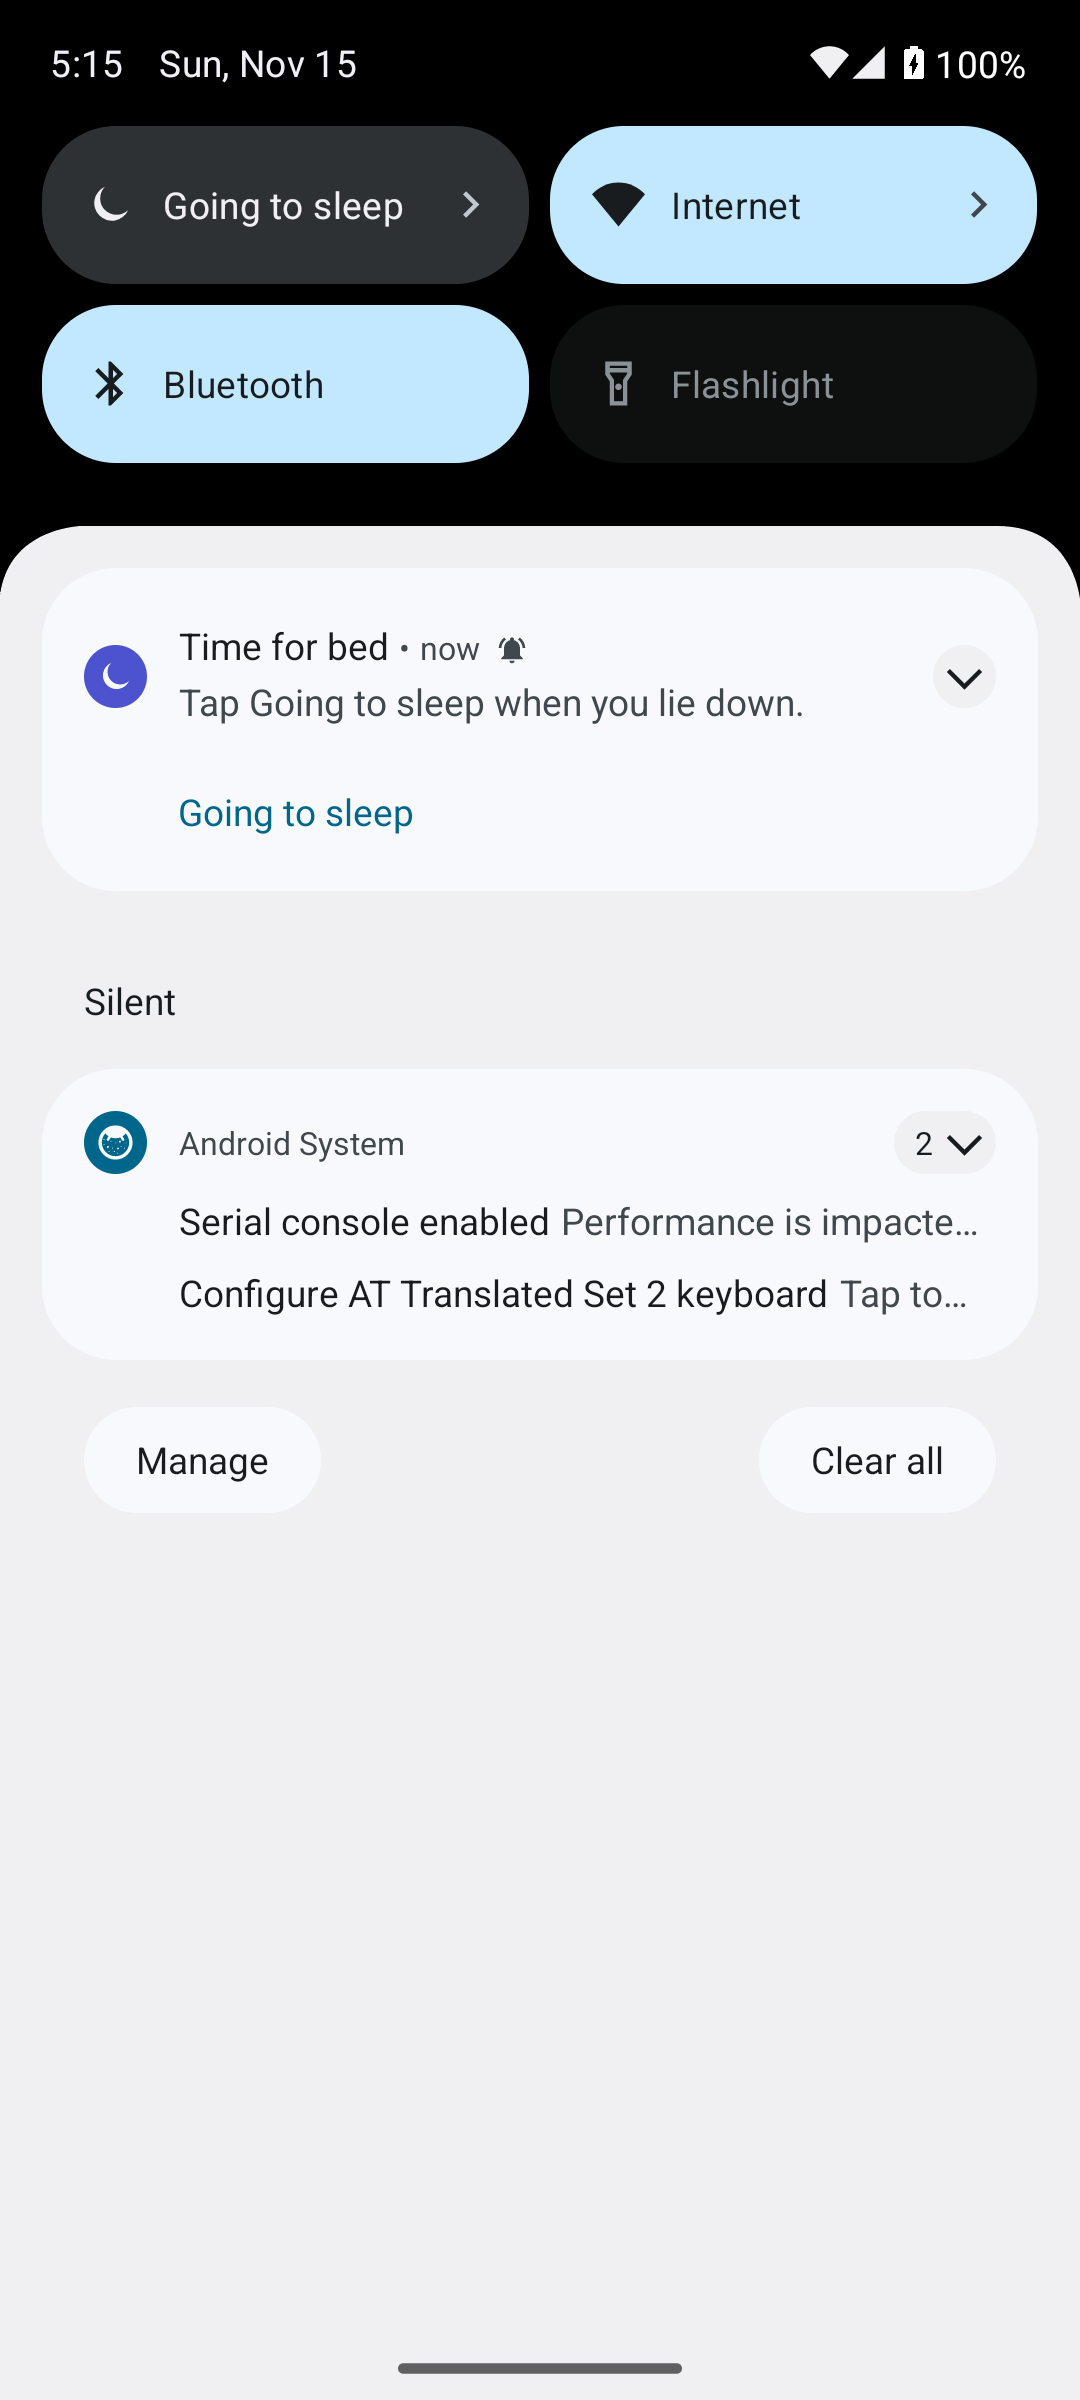 5:15 Sun, Nov 15 100%
Going to sleep
Internet
Bluetooth
Flashlight
Time for bed • now
Tap Going to sleep when you lie down.
Going to sleep
Silent
Android System 2
Serial console enabled Performance is impacte...
Configure AT Translated Set 2 keyboard Tap to...
Manage
Clear all